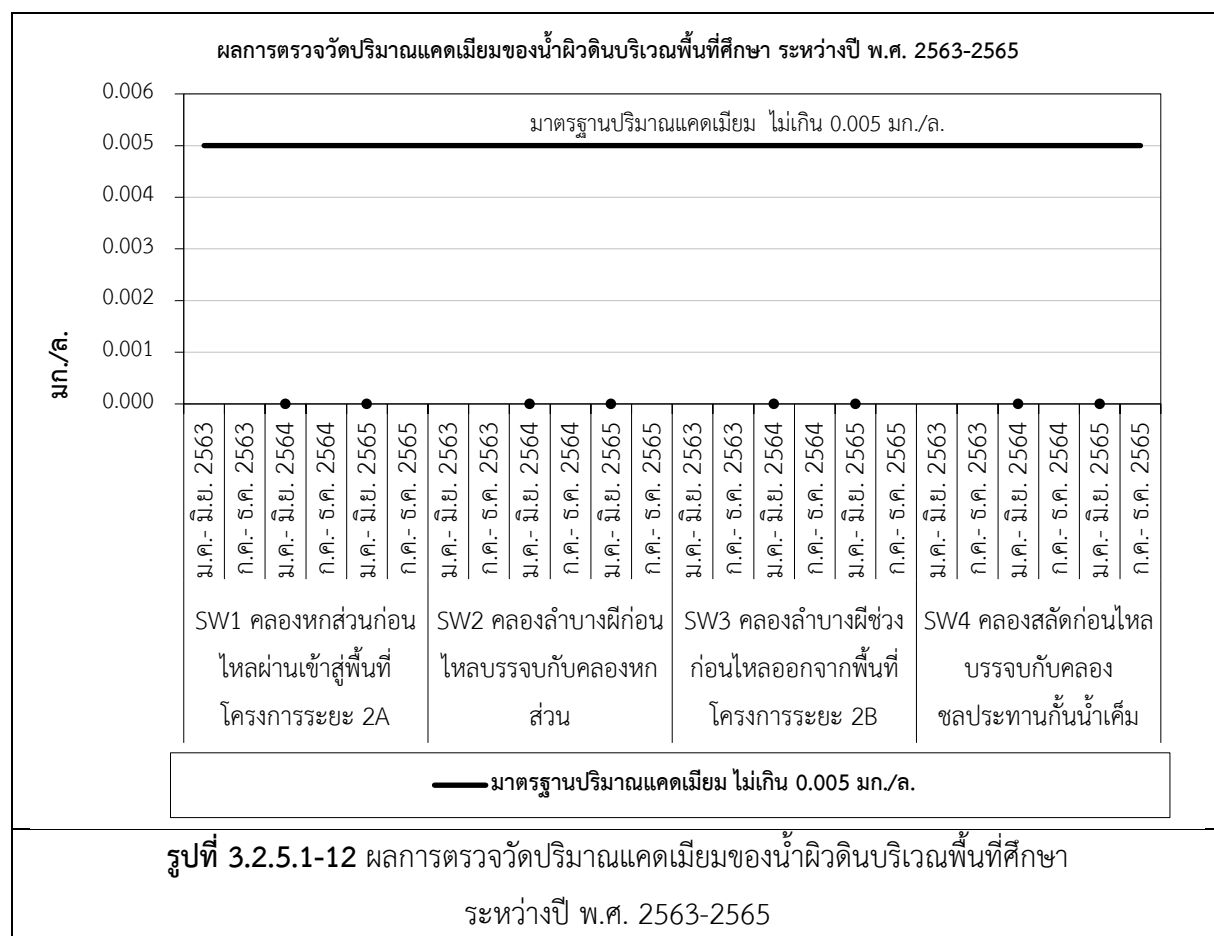 ผลการตรวจวัดปริมาณแคดเมียมของน้ำผิวดินบริเวณพื้นที่ศึกษา ระหว่างปี พ.ศ. 2563-2565
0.006
มาตรฐานปริมาณแคดเมียม ไม่เกิน 0.005 มก./ล.
0.005
0.004
0.003
0.002
0.001
0.000
มก./ล.
ม.ค.- มิ.ย. 2563
ก.ค.- ธ.ค. 2563
ม.ค.- มิ.ย. 2564
ก.ค.- ธ.ค. 2564
ม.ค.- มิ.ย. 2565
ก.ค.- ธ.ค. 2565
ม.ค.- มิ.ย. 2563
ก.ค.- ธ.ค. 2563
ม.ค.- มิ.ย. 2564
ก.ค.- ธ.ค. 2564
ม.ค.- มิ.ย. 2565
ก.ค.- ธ.ค. 2565
ม.ค.- มิ.ย. 2563
ก.ค.- ธ.ค. 2563
ม.ค.- มิ.ย. 2564
ก.ค.- ธ.ค. 2564
ม.ค.- มิ.ย. 2565
ก.ค.- ธ.ค. 2565
ม.ค.- มิ.ย. 2563
ก.ค.- ธ.ค. 2563
ม.ค.- มิ.ย. 2564
ก.ค.- ธ.ค. 2564
ม.ค.- มิ.ย. 2565
ก.ค.- ธ.ค. 2565
SW1 คลองหกส่วนก่อน
ไหลผ่านเข้าสู่พื้นที่
โครงการระยะ 2A
SW2 คลองลำบางผีก่อน
ไหลบรรจบกับคลองหก
ส่วน
SW3 คลองลำบางผีช่วง
ก่อนไหลออกจากพื้นที่
โครงการระยะ 2B
SW4 คลองสลัดก่อนไหล
บรรจบกับคลอง
ชลประทานกั้นน้ำเค็ม
มาตรฐานปริมาณแคดเมียม ไม่เกิน 0.005 มก./ล.
รูปที่ 3.2.5.1-12 ผลการตรวจวัดปริมาณแคดเมียมของน้ำผิวดินบริเวณพื้นที่ศึกษา
ระหว่างปี พ.ศ. 2563-2565